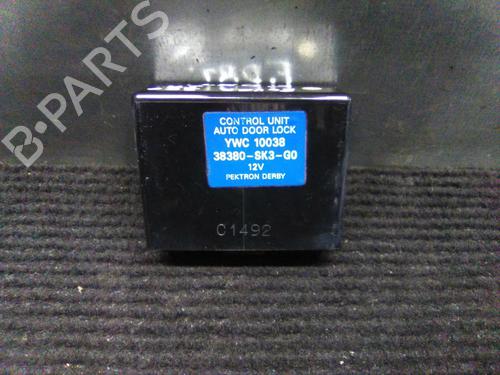 B-PARTS
CONTROL UNIT
AUTO DOOR LOCK
YWC 10038
38380-SK3-G0
12V
PEKTRON DERBY
C1492